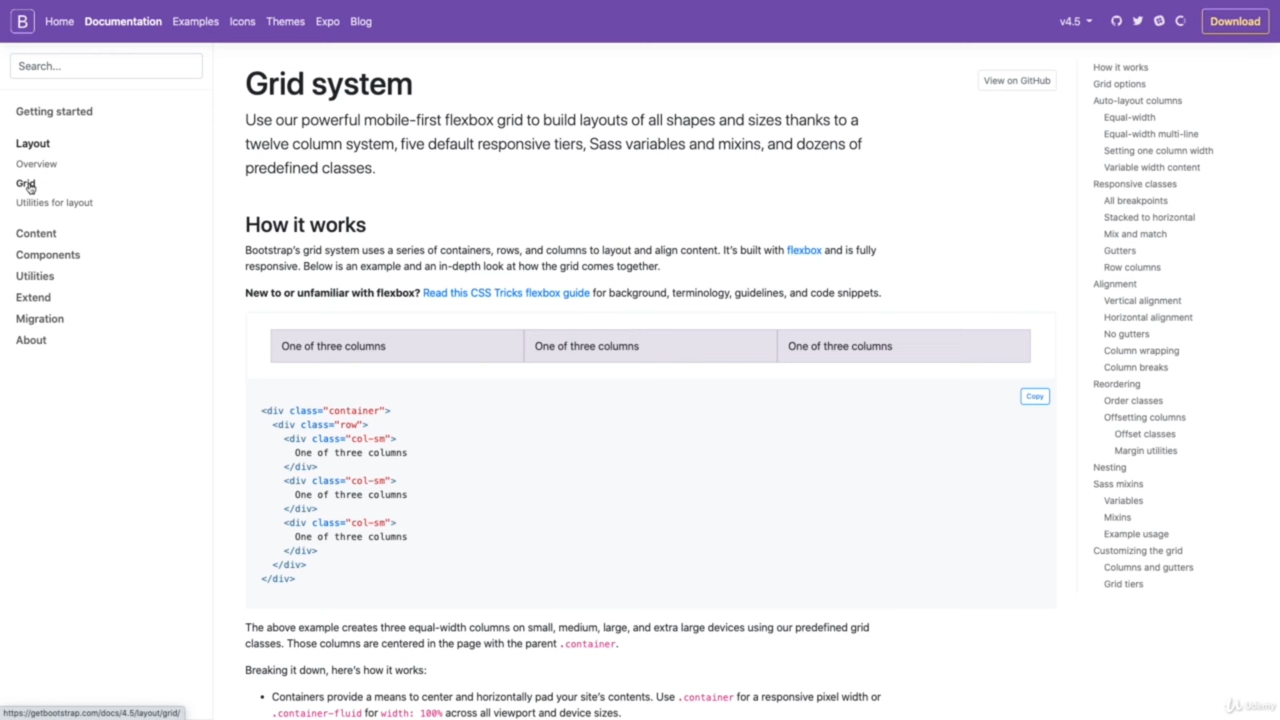 B Home Documentation Examples Icons Themes Expo Blog v4.5 Download
Search...
Getting started
Layout
Overview
Grid
Utilities for layout
Content
Components
Utilities
Extend
Migration
About
Grid system
View on GitHub
Use our powerful mobile-first flexbox grid to build layouts of all shapes and sizes thanks to a
twelve column system, five default responsive tiers, Sass variables and mixins, and dozens of
predefined classes.
How it works
Bootstrap's grid system uses a series of containers, rows, and columns to layout and align content. It's built with flexbox and is fully
responsive. Below is an example and an in-depth look at how the grid comes together.
New to or unfamiliar with flexbox? Read this CSS Tricks flexbox guide for background, terminology, guidelines, and code snippets.
One of three columns One of three columns One of three columns
Copy
<div class="container">
  <div class="row">
    <div class="col-sm">
      One of three columns
    </div>
    <div class="col-sm">
      One of three columns
    </div>
    <div class="col-sm">
      One of three columns
    </div>
  </div>
</div>
The above example creates three equal-width columns on small, medium, large, and extra large devices using our predefined grid
classes. Those columns are centered in the page with the parent .container.
Breaking it down, here's how it works:
• Containers provide a means to center and horizontally pad your site's contents. Use .container for a responsive pixel width or
.container-fluid for width: 100% across all viewport and device sizes.
How it works
Grid options
Auto-layout columns
Equal-width
Equal-width multi-line
Setting one column width
Variable width content
Responsive classes
All breakpoints
Stacked to horizontal
Mix and match
Gutters
Row columns
Alignment
Vertical alignment
Horizontal alignment
No gutters
Column wrapping
Column breaks
Reordering
Order classes
Offsetting columns
Offset classes
Margin utilities
Nesting
Sass mixins
Variables
Mixins
Example usage
Customizing the grid
Columns and gutters
Grid tiers
https://getbootstrap.com/docs/4.5/layout/grid/
Udemy